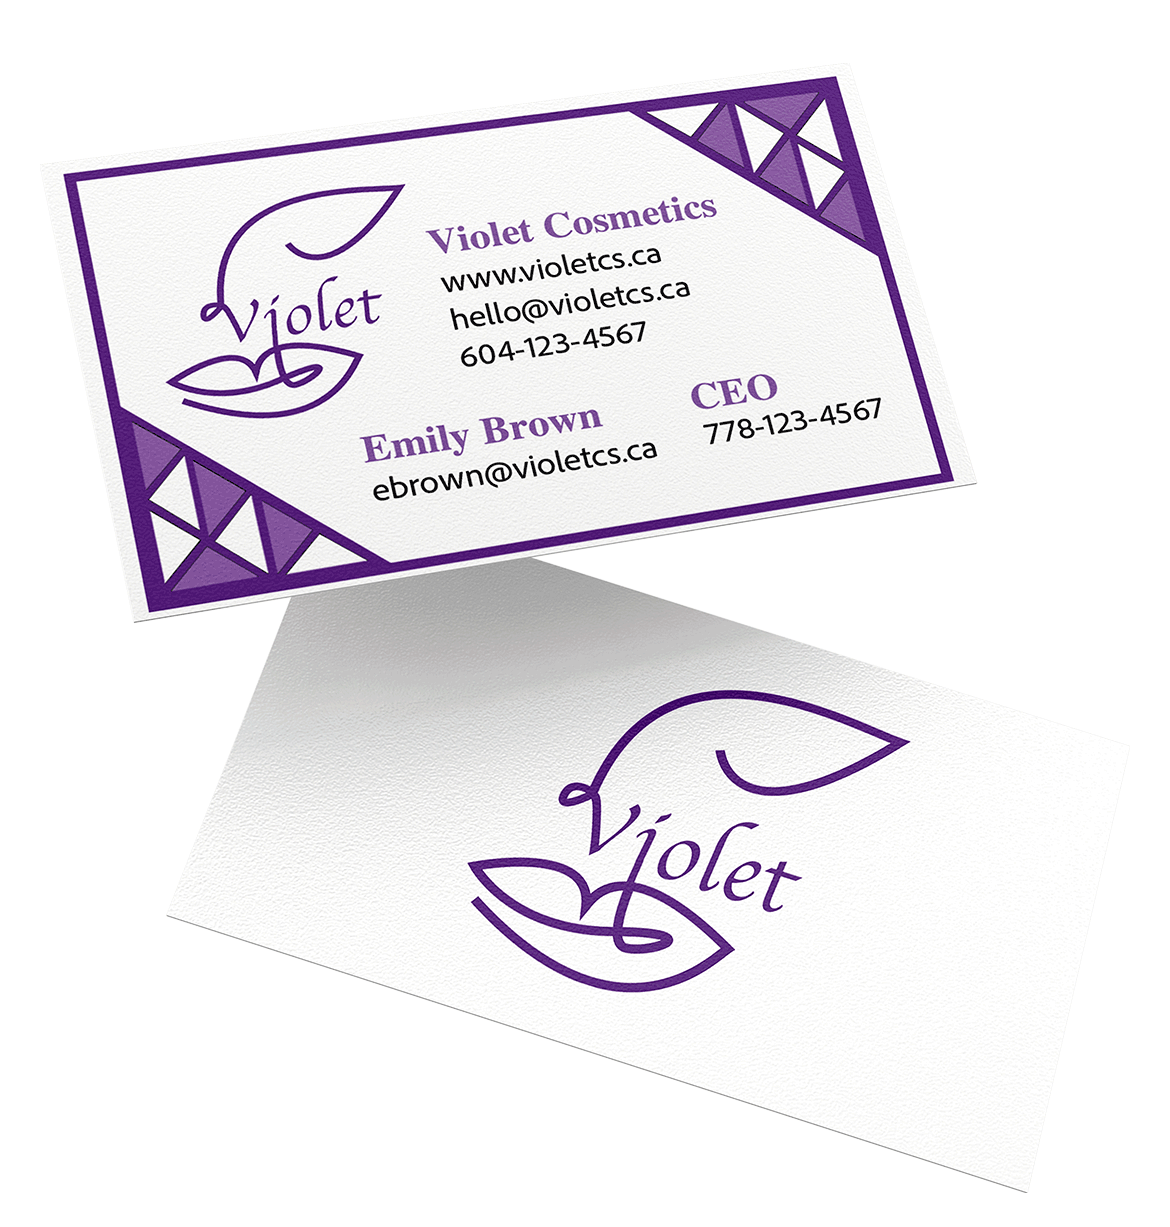 Violet
Violet Cosmetics
www.violetcs.ca
hello@violetcs.ca
604-123-4567
Emily Brown
ebrown@violetcs.ca
CEO
778-123-4567
Violet